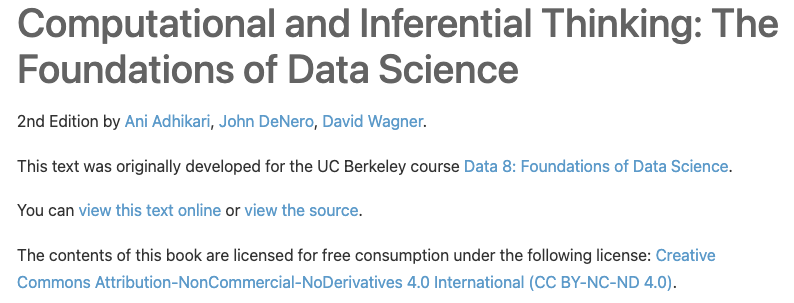 Computational and Inferential Thinking: The
Foundations of Data Science
2nd Edition by Ani Adhikari, John DeNero, David Wagner.
This text was originally developed for the UC Berkeley course Data 8: Foundations of Data Science.
You can view this text online or view the source.
The contents of this book are licensed for free consumption under the following license: Creative
Commons Attribution-NonCommercial-NoDerivatives 4.0 International (CC BY-NC-ND 4.0).